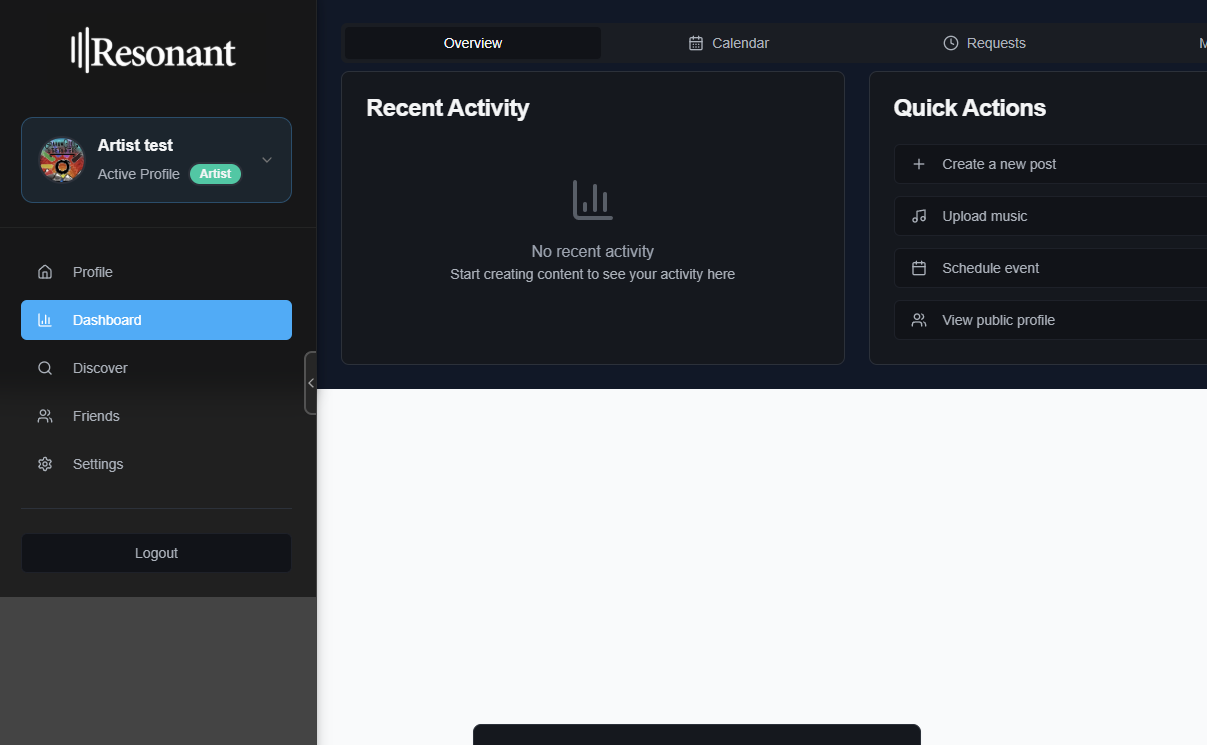 Resonant
Artist test
Active Profile Artist
Profile
Dashboard
Discover
Friends
Settings
Logout
Overview
Calendar
Requests
Recent Activity
No recent activity
Start creating content to see your activity here
Quick Actions
Create a new post
Upload music
Schedule event
View public profile